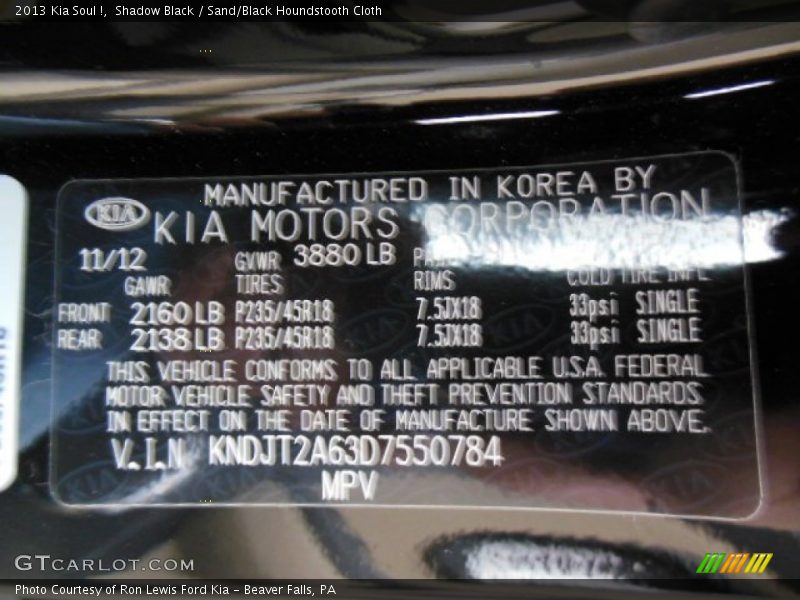 2013 Kia Soul !, Shadow Black / Sand/Black Houndstooth Cloth
MANUFACTURED IN KOREA BY
KIA KIA MOTORS CORPORATION
11/12 GVWR 3880 LB
GAWR TIRES RIMS COLD TIRE INFL
FRONT 2160 LB P235/45R18 7.5JX18 33psi SINGLE
REAR 2138 LB P235/45R18 7.5JX18 33psi SINGLE
THIS VEHICLE CONFORMS TO ALL APPLICABLE U.S.A. FEDERAL
MOTOR VEHICLE SAFETY AND THEFT PREVENTION STANDARDS
IN EFFECT ON THE DATE OF MANUFACTURE SHOWN ABOVE.
V.I.N KNDJT2A63D7550784
MPV
GTCARLOT.COM
Photo Courtesy of Ron Lewis Ford Kia - Beaver Falls, PA